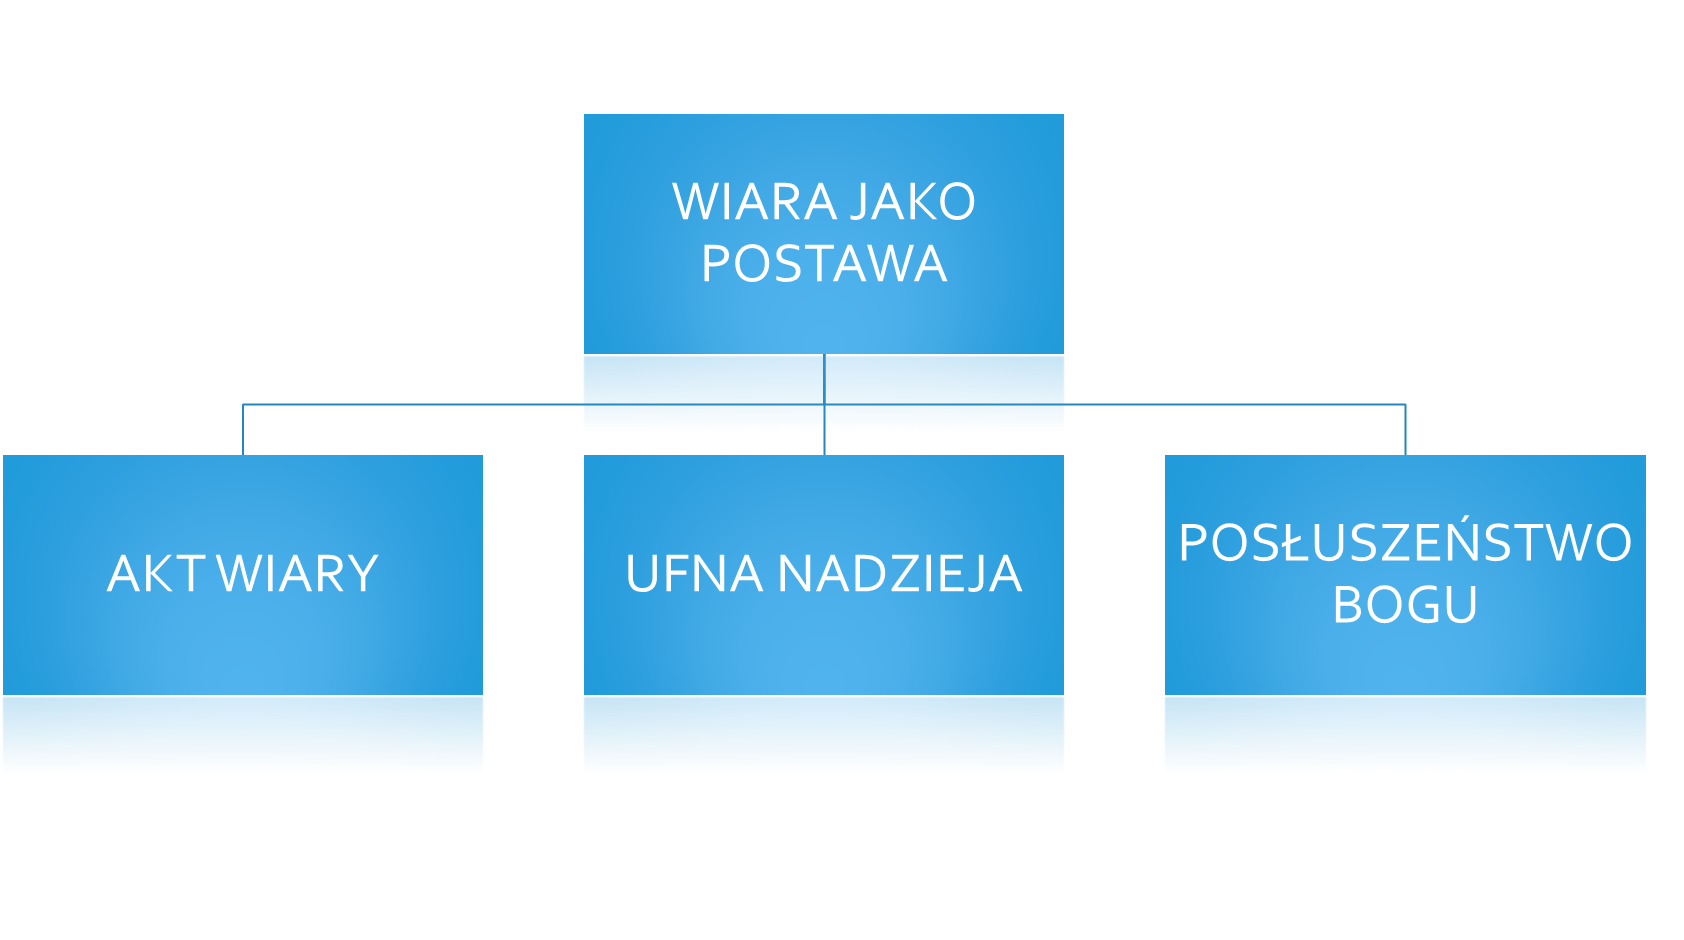 WIARA JAKO
POSTAWA
AKT WIARY
UFNA NADZIEJA
POSŁUSZEŃSTWO
BOGU